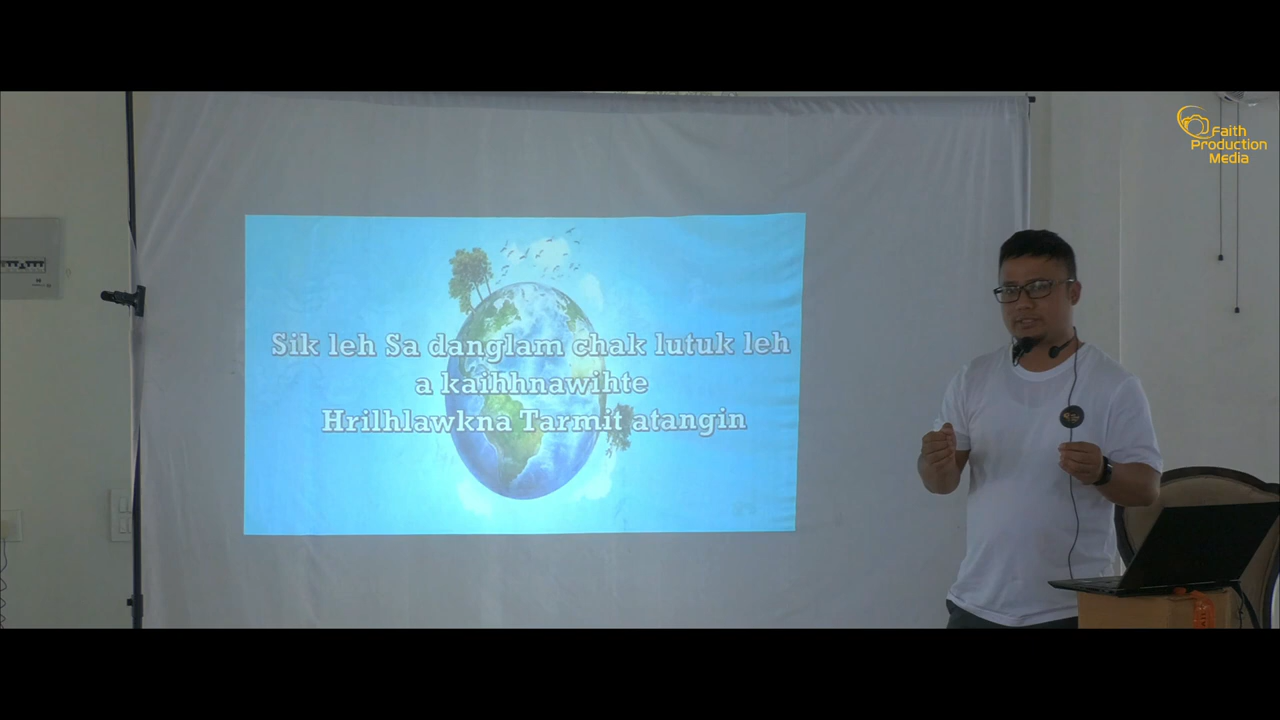 Faith
Production
Media
Sik leh Sa danglam chak lutuk leh
a kaihhnawihte
Hrilhlawkna Tarmit atangin